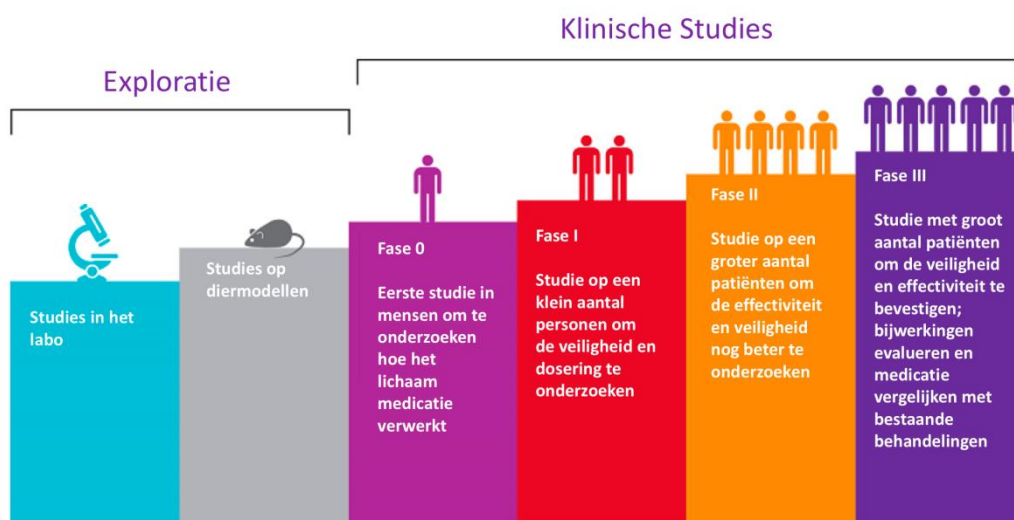 Klinische Studies
Exploratie
Studies in het
labo
Studies op
diermodellen
Fase 0
Eerste studie in
mensen om te
onderzoeken
hoe het
lichaam
medicatie
verwerkt
Fase I
Studie op een
klein aantal
personen om
de veiligheid en
dosering te
onderzoeken
Fase II
Studie op een
groter aantal
patiënten om
de effectiviteit
en veiligheid
nog beter te
onderzoeken
Fase III
Studie met groot
aantal patiënten
om de veiligheid
en effectiviteit te
bevestigen;
bijwerkingen
evalueren en
medicatie
vergelijken met
bestaande
behandelingen